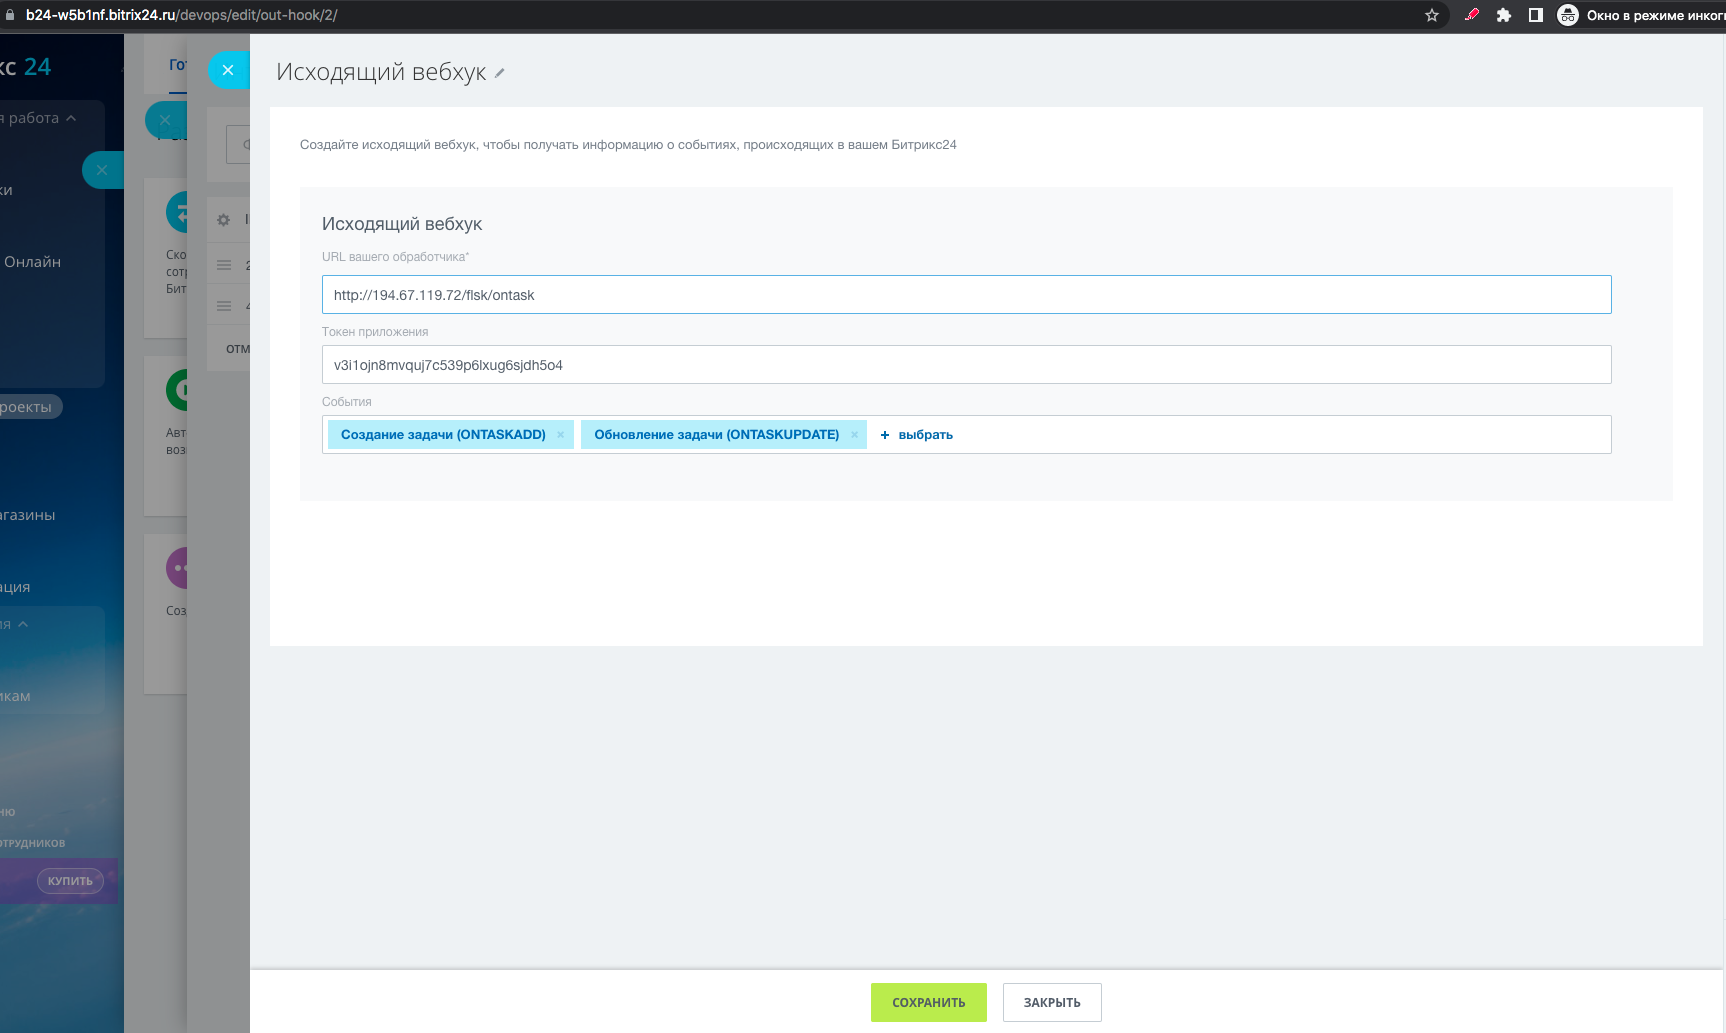 b24-w5b1nf.bitrix24.ru/devops/edit/out-hook/2/
Окно в режиме инког
кс 24
я работа
ки
Онлайн
роекты
агазины
ация
ия
икам
ню
отрудников
КУПИТЬ
Гот
Ско
сот
Бит
Авт
воз
Соз
отм
Исходящий вебхук
Создайте исходящий вебхук, чтобы получать информацию о событиях, происходящих в вашем Битрикс24
Исходящий вебхук
URL вашего обработчика*
http://194.67.119.72/flsk/ontask
Токен приложения
v3i1ojn8mvquj7c539p6lxug6sjdh5o4
События
Создание задачи (ONTASKADD) × Обновление задачи (ONTASKUPDATE) × + выбрать
СОХРАНИТЬ ЗАКРЫТЬ